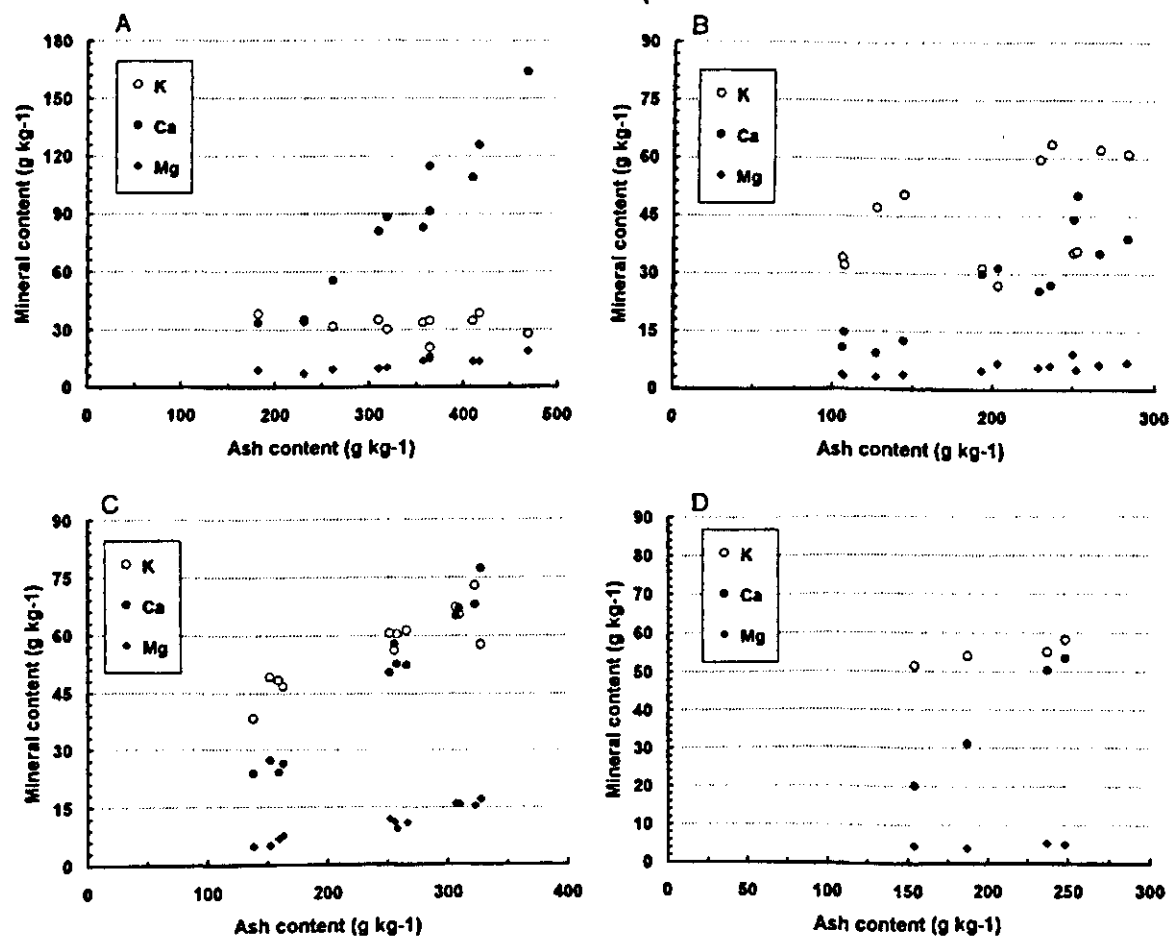 A
180
150
120
90
60
30
0
Mineral content (g kg-1)
K
Ca
Mg
0 100 200 300 400 500
Ash content (g kg-1)
B
90
75
60
45
30
15
0
Mineral content (g kg-1)
K
Ca
Mg
0 100 200 300
Ash content (g kg-1)
C
90
75
60
45
30
15
0
Mineral content (g kg-1)
K
Ca
Mg
0 100 200 300 400
Ash content (g kg-1)
D
90
80
70
60
50
40
30
20
10
0
Mineral content (g kg-1)
K
Ca
Mg
0 50 100 150 200 250 300
Ash content (g kg-1)